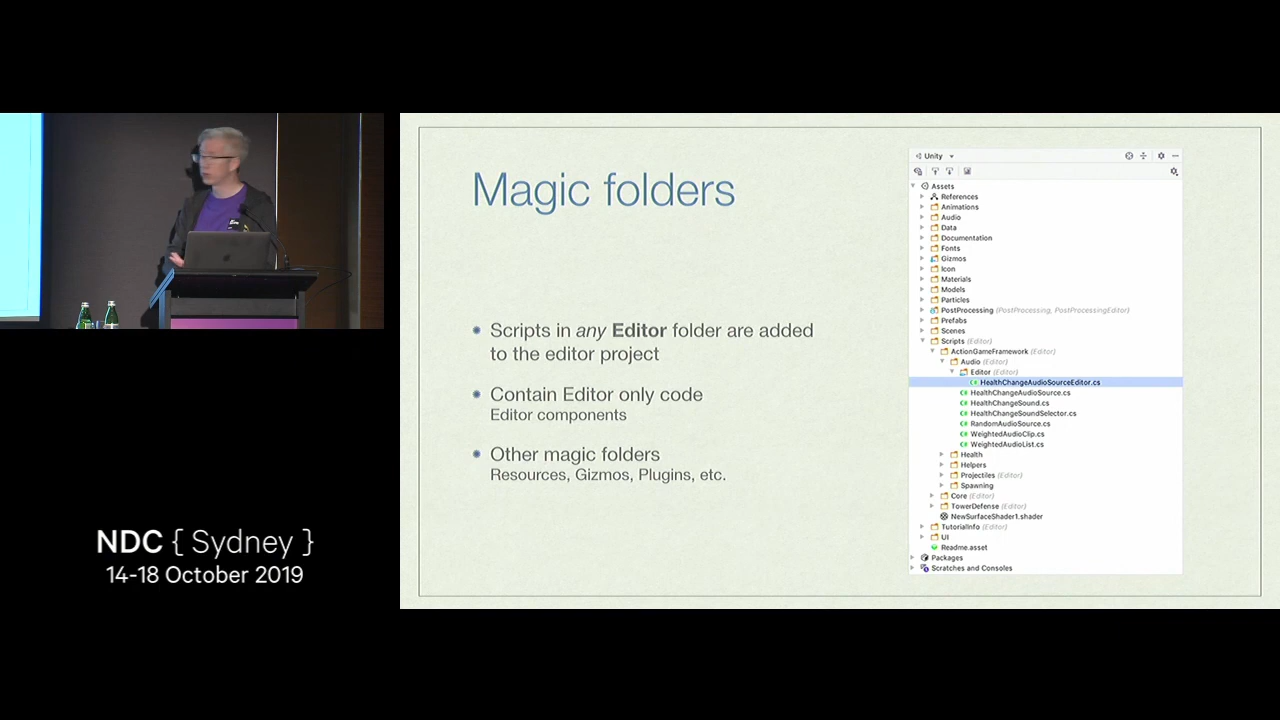 Magic folders
Scripts in any Editor folder are added
to the editor project
Contain Editor only code
Editor components
Other magic folders
Resources, Gizmos, Plugins, etc.
Unity
Assets
References
Animations
Audio
Data
Documentation
Fonts
Gizmos
Icon
Materials
Models
Particles
PostProcessing (PostProcessing, PostProcessingEditor)
Prefabs
Scenes
Scripts (Editor)
ActionGameFramework (Editor)
Audio (Editor)
Editor (Editor)
HealthChangeAudioSourceEditor.cs
HealthChangeAudioSource.cs
HealthChangeSound.cs
HealthChangeSoundSelector.cs
RandomAudioSource.cs
WeightedAudioClip.cs
WeightedAudioList.cs
Health
Helpers
Projectiles (Editor)
Spawning
Core (Editor)
TowerDefense (Editor)
NewSurfaceShader1.shader
TutorialInfo (Editor)
UI
Readme.asset
Packages
Scratches and Consoles
NDC { Sydney }
14-18 October 2019